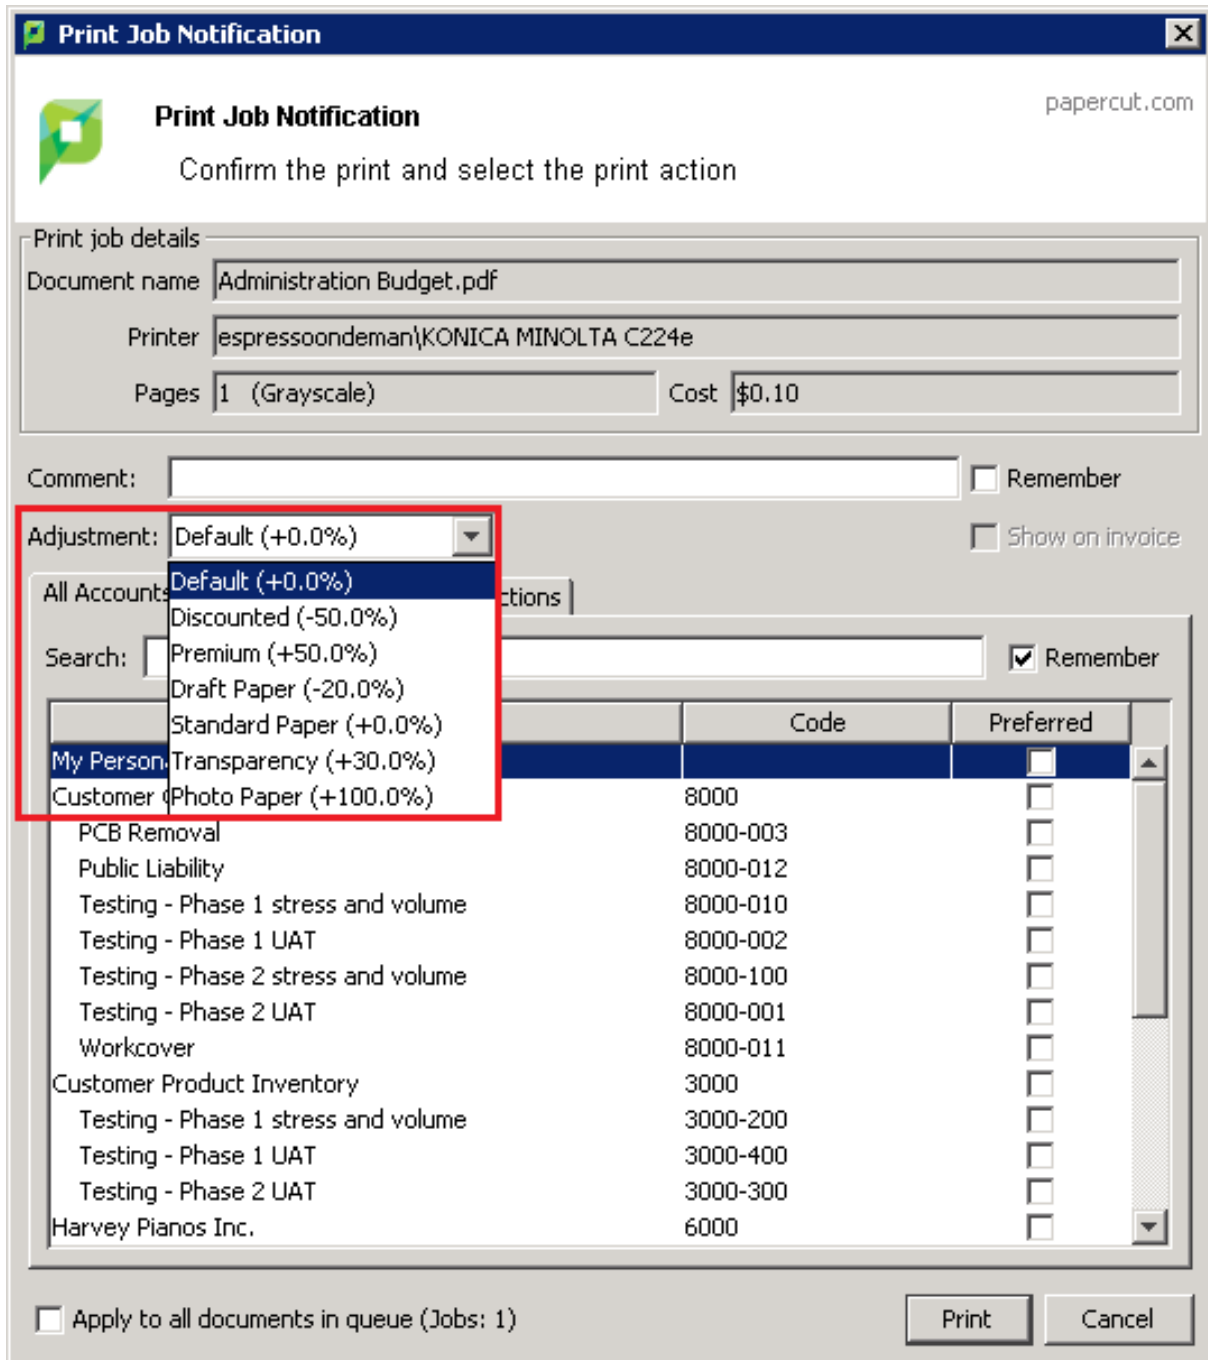 Print Job Notification
papercut.com
Print Job Notification
Confirm the print and select the print action
Print job details
Document name Administration Budget.pdf
Printer espressoondeman\KONICA MINOLTA C224e
Pages 1 (Grayscale) Cost $0.10
Comment: Remember
Adjustment: Default (+0.0%) Show on invoice
Default (+0.0%)
Discounted (-50.0%)
Premium (+50.0%)
Draft Paper (-20.0%)
Standard Paper (+0.0%)
Transparency (+30.0%)
Photo Paper (+100.0%)
All Accounts
Search: Remember
Code Preferred
My
Customer 8000
PCB Removal 8000-003
Public Liability 8000-012
Testing - Phase 1 stress and volume 8000-010
Testing - Phase 1 UAT 8000-002
Testing - Phase 2 stress and volume 8000-100
Testing - Phase 2 UAT 8000-001
Workcover 8000-011
Customer Product Inventory 3000
Testing - Phase 1 stress and volume 3000-200
Testing - Phase 1 UAT 3000-400
Testing - Phase 2 UAT 3000-300
Harvey Pianos Inc. 6000
Apply to all documents in queue (Jobs: 1) Print Cancel